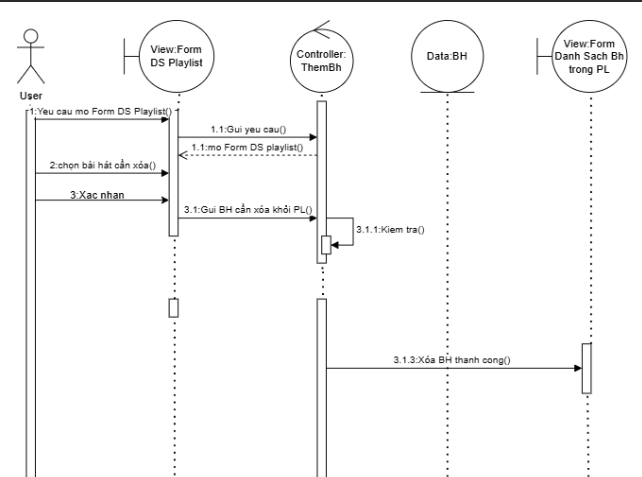 View:Form
DS Playlist
Controller:
ThemBh
Data:BH
View:Form
Danh Sach Bh
trong PL
User
1:Yeu cau mo Form DS Playlist()
1.1:Gui yeu cau()
1.1:mo Form DS playlist()
2:chọn bài hát cần xóa()
3:Xac nhan
3.1:Gui BH cần xóa khỏi PL()
3.1.1:Kiem tra()
3.1.3:Xóa BH thanh cong()